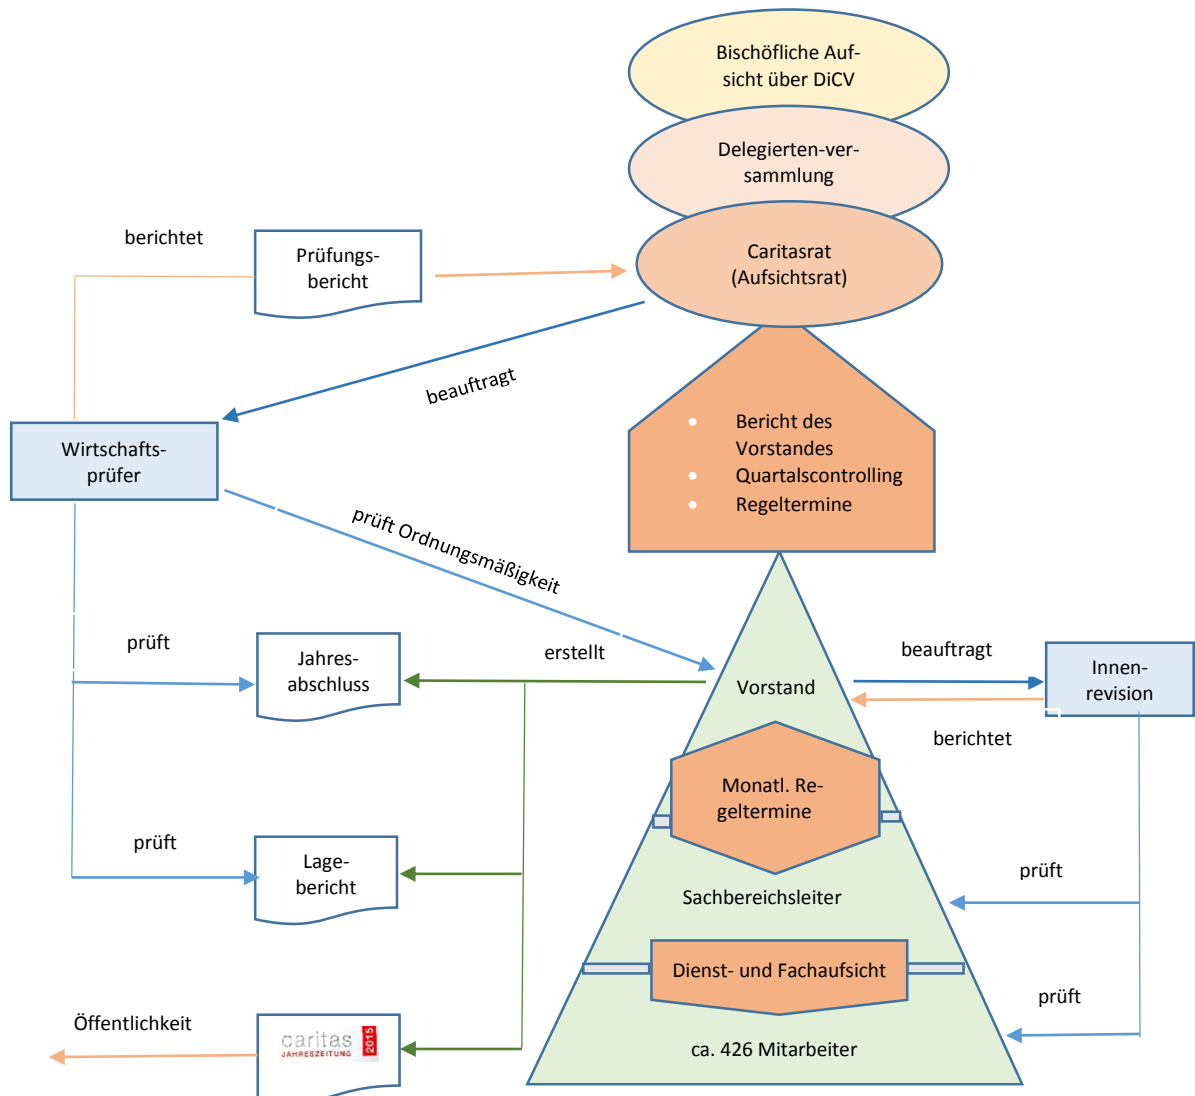 Bischöfliche Auf-
sicht über DiCV
Delegierten-ver-
sammlung
Caritasrat
(Aufsichtsrat)
berichtet
Prüfungs-
bericht
beauftragt
Wirtschafts-
prüfer
Bericht des
Vorstandes
Quartalscontrolling
Regeltermine
prüft Ordnungsmäßigkeit
prüft
Jahres-
abschluss
erstellt
Vorstand
beauftragt
Innen-
revision
berichtet
Monatl. Re-
geltermine
prüft
Lage-
bericht
Sachbereichsleiter
prüft
Dienst- und Fachaufsicht
prüft
Öffentlichkeit
caritas
JAHRESZEITUNG
2015
ca. 426 Mitarbeiter